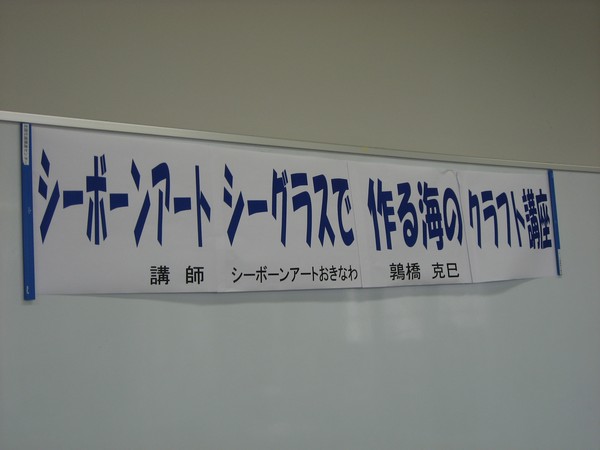 シーボーンアート シーグラスで 作る海の クラフト講座
講師 シーボーンアートおきなわ 鶉橋 克巳